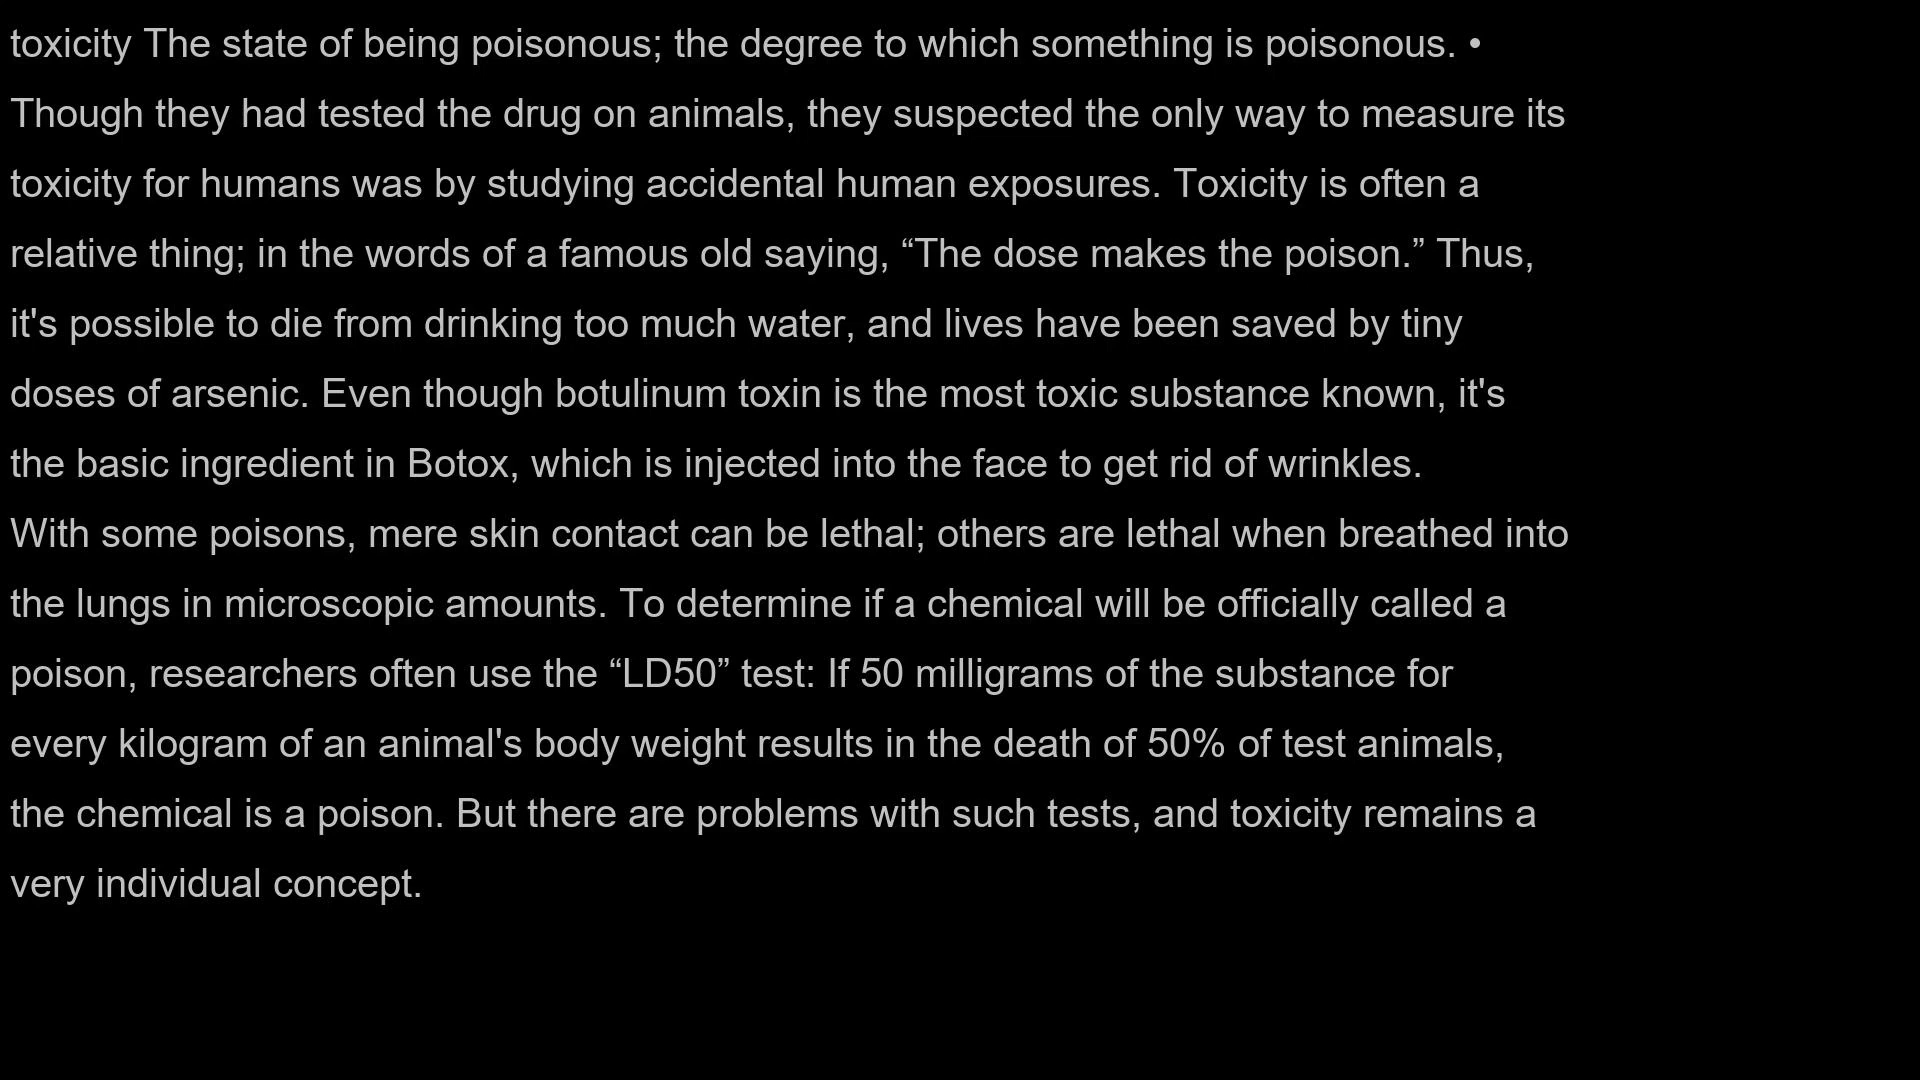 toxicity The state of being poisonous; the degree to which something is poisonous. •
Though they had tested the drug on animals, they suspected the only way to measure its
toxicity for humans was by studying accidental human exposures. Toxicity is often a
relative thing; in the words of a famous old saying, “The dose makes the poison.” Thus,
it's possible to die from drinking too much water, and lives have been saved by tiny
doses of arsenic. Even though botulinum toxin is the most toxic substance known, it's
the basic ingredient in Botox, which is injected into the face to get rid of wrinkles.
With some poisons, mere skin contact can be lethal; others are lethal when breathed into
the lungs in microscopic amounts. To determine if a chemical will be officially called a
poison, researchers often use the “LD50” test: If 50 milligrams of the substance for
every kilogram of an animal's body weight results in the death of 50% of test animals,
the chemical is a poison. But there are problems with such tests, and toxicity remains a
very individual concept.